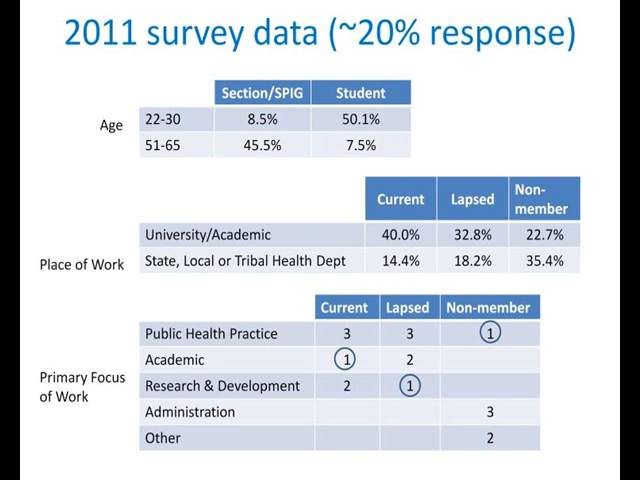 2011 survey data (~20% response)
Section/SPIG Student
Age
22-30 8.5% 50.1%
51-65 45.5% 7.5%
Current Lapsed Non-
member
University/Academic 40.0% 32.8% 22.7%
Place of Work
State, Local or Tribal Health Dept 14.4% 18.2% 35.4%
Current Lapsed Non-member
Public Health Practice 3 3 1
Academic 1 2
Primary Focus
of Work
Research & Development 2 1
Administration 3
Other 2